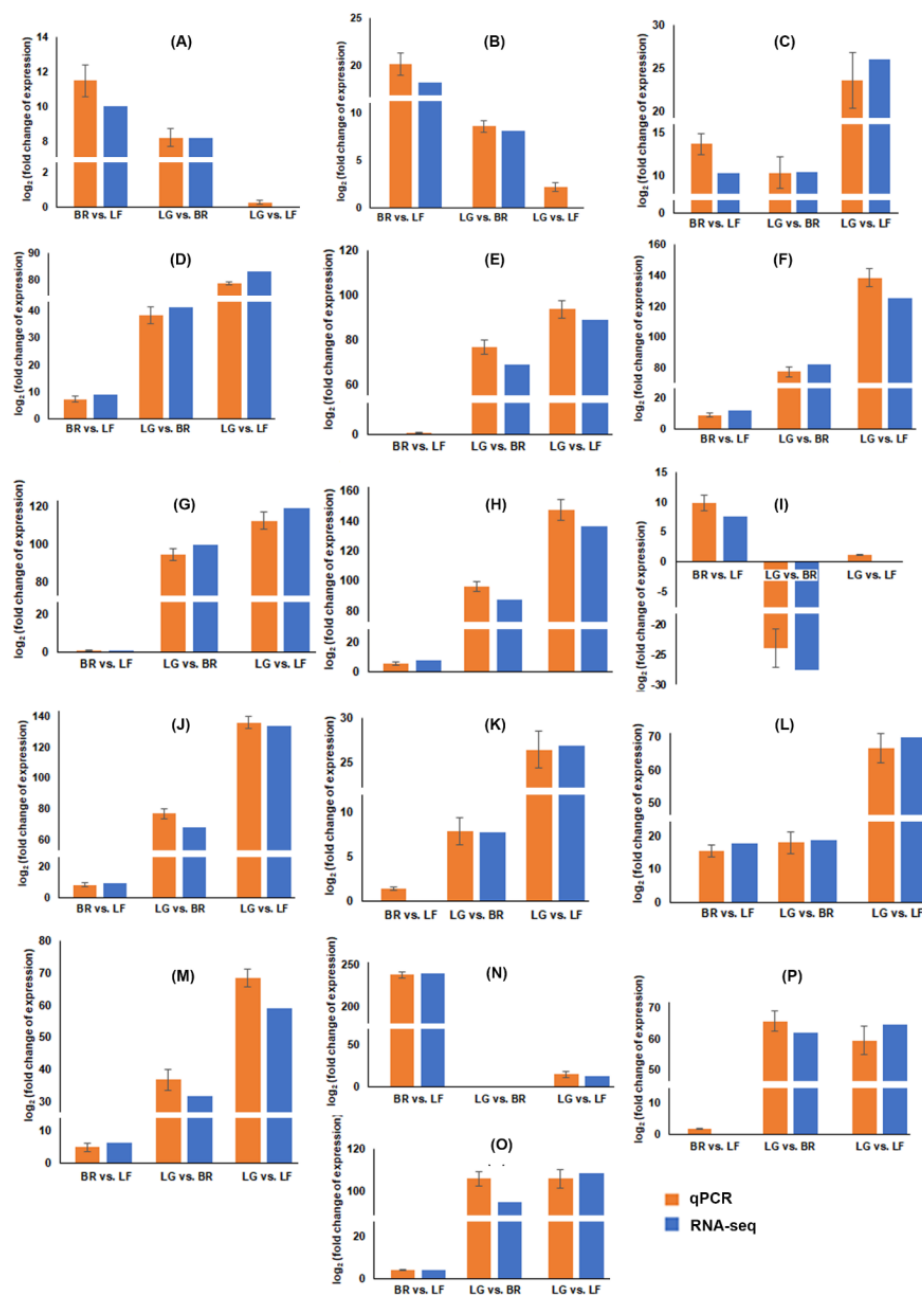 (A)
log₂ (fold change of expression)
14
12
10
8
2
0
BR vs. LF
LG vs. BR
LG vs. LF
(B)
log₂ (fold change of expression)
25
20
15
10
5
0
BR vs. LF
LG vs. BR
LG vs. LF
(C)
log₂ (fold change of expression)
30
25
20
15
10
0
BR vs. LF
LG vs. BR
LG vs. LF
(D)
log₂ (fold change of expression)
90
80
40
30
10
0
BR vs. LF
LG vs. BR
LG vs. LF
(E)
log₂ (fold change of expression)
120
100
80
60
0
BR vs. LF
LG vs. BR
LG vs. LF
(F)
log₂ (fold change of expression)
160
140
120
100
80
20
0
BR vs. LF
LG vs. BR
LG vs. LF
(G)
log₂ (fold change of expression)
120
100
80
20
0
BR vs. LF
LG vs. BR
LG vs. LF
(H)
log₂ (fold change of expression)
160
140
120
100
80
20
0
BR vs. LF
LG vs. BR
LG vs. LF
(I)
log₂ (fold change of expression)
15
10
5
0
-5
-20
-25
-30
BR vs. LF
LG vs. BR
LG vs. LF
(J)
log₂ (fold change of expression)
140
120
100
80
60
20
0
BR vs. LF
LG vs. BR
LG vs. LF
(K)
log₂ (fold change of expression)
30
25
10
5
0
BR vs. LF
LG vs. BR
LG vs. LF
(L)
log₂ (fold change of expression)
70
60
50
20
10
0
BR vs. LF
LG vs. BR
LG vs. LF
(M)
log₂ (fold change of expression)
80
70
60
50
40
30
10
0
BR vs. LF
LG vs. BR
LG vs. LF
(N)
log₂ (fold change of expression)
250
200
50
0
BR vs. LF
LG vs. BR
LG vs. LF
(P)
log₂ (fold change of expression)
70
60
50
10
0
BR vs. LF
LG vs. BR
LG vs. LF
(O)
log₂ (fold change of expression)
120
100
20
0
BR vs. LF
LG vs. BR
LG vs. LF
qPCR
RNA-seq